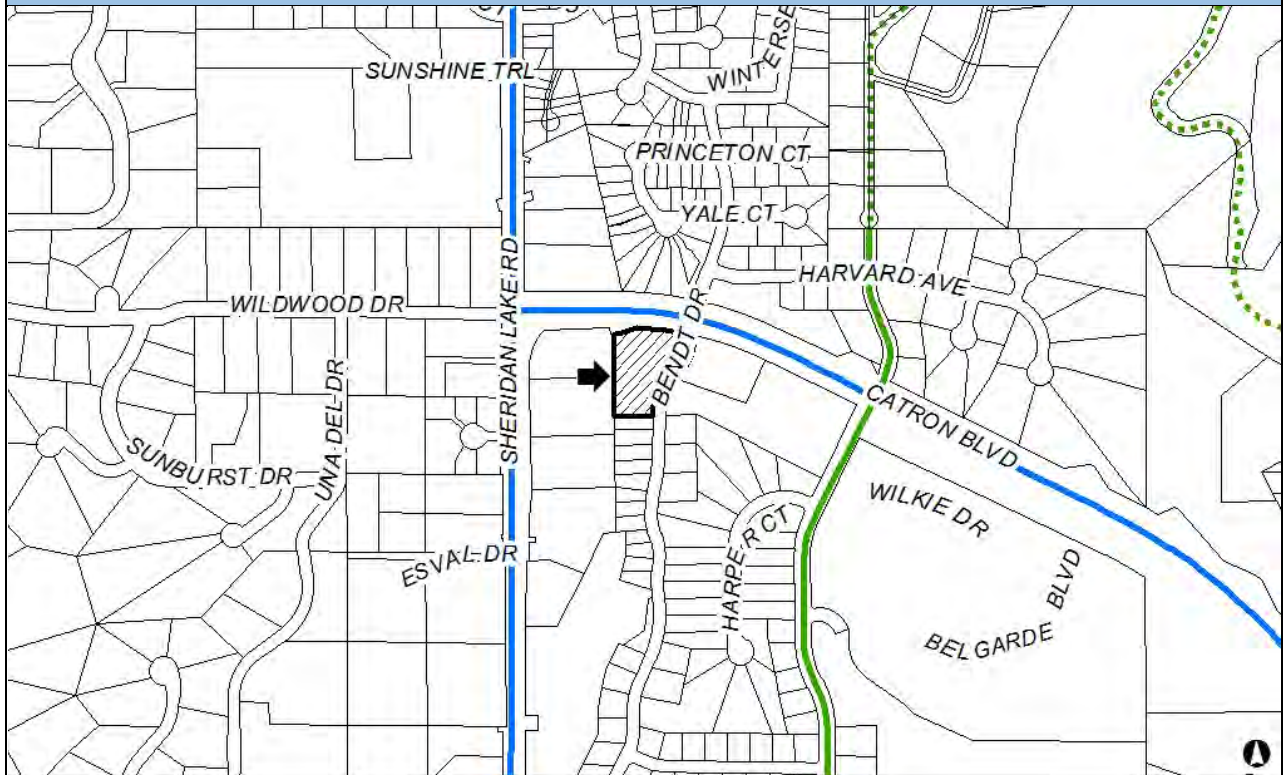 SUNSHINE TRL
PRINCETON CT
YALE CT
HARVARD AVE
WILDWOOD DR
SHERIDAN LAKE RD
BENDT DR
UNA DEL DR
CATRON BLVD
SUNBURST DR
WILKIE DR
ESVAL DR
HARPER CT
BELGARDE BLVD